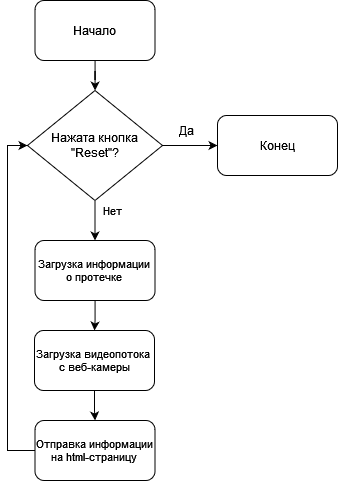 Начало
Нажата кнопка
"Reset"?
Да
Конец
Нет
Загрузка информации
о протечке
Загрузка видеопотока
с веб-камеры
Отправка информации
на html-страницу